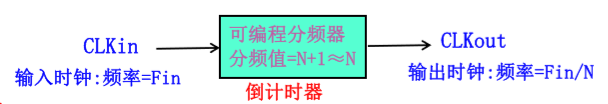 CLKin
输入时钟:频率=Fin
可编程分频器
分频值=N+1≈N
倒计时器
CLKout
输出时钟:频率=Fin/N